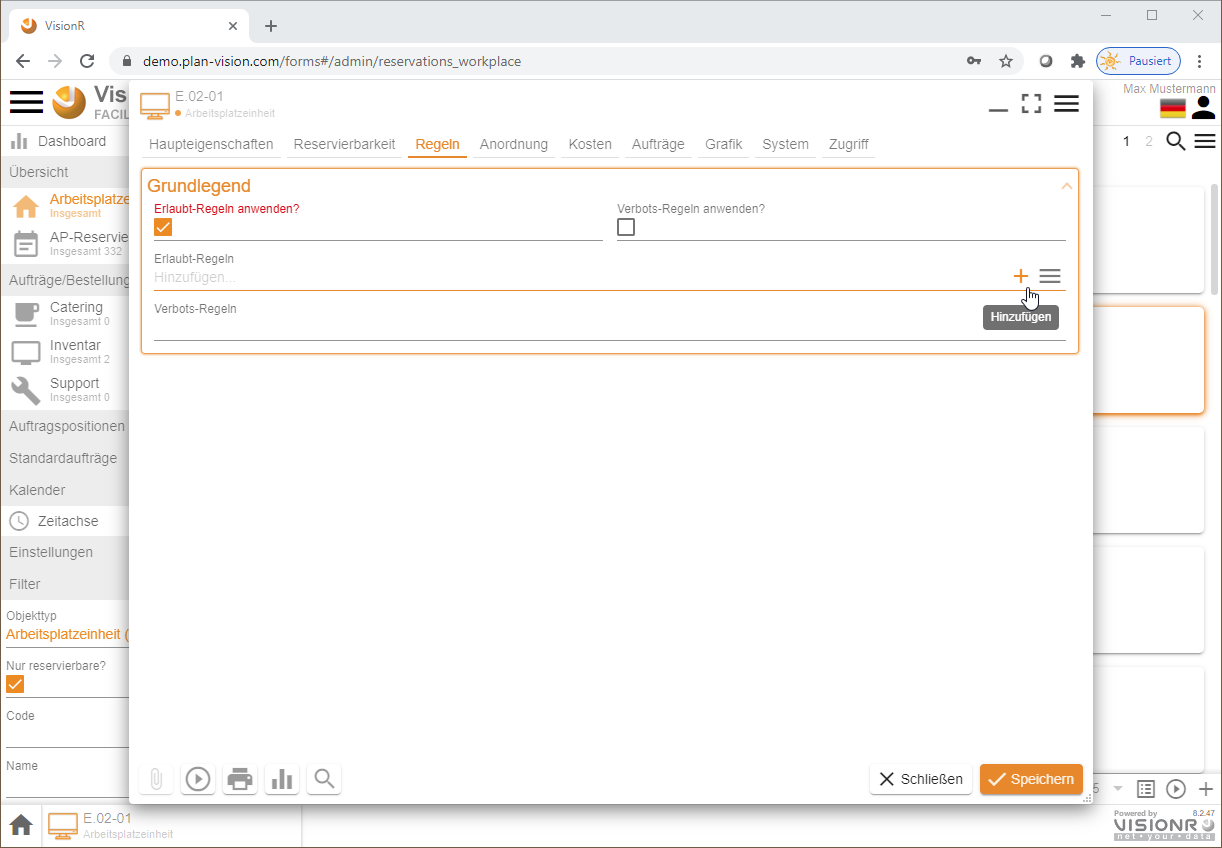 VisionR
demo.plan-vision.com/forms#/admin/reservations_workplace
Pausiert
Vis
FACIL
Max Mustermann
1 2
Dashboard
Übersicht
Arbeitsplatze
Insgesamt
AP-Reservie
Insgesamt 332
Aufträge/Bestellung
Catering
Insgesamt 0
Inventar
Insgesamt 2
Support
Insgesamt 0
Auftragspositionen
Standardaufträge
Kalender
Zeitachse
Einstellungen
Filter
Objekttyp
Arbeitsplatzeinheit (
Nur reservierbare?
Code
Name
E.02-01
Arbeitsplatzeinheit
Haupteigenschaften Reservierbarkeit Regeln Anordnung Kosten Aufträge Grafik System Zugriff
Grundlegend
Erlaubt-Regeln anwenden? Verbots-Regeln anwenden?
Erlaubt-Regeln
Hinzufügen...
Verbots-Regeln
Hinzufügen
Schließen Speichern
5
E.02-01
Arbeitsplatzeinheit
Powered by 8.2.47
VISIONR
net • your • data